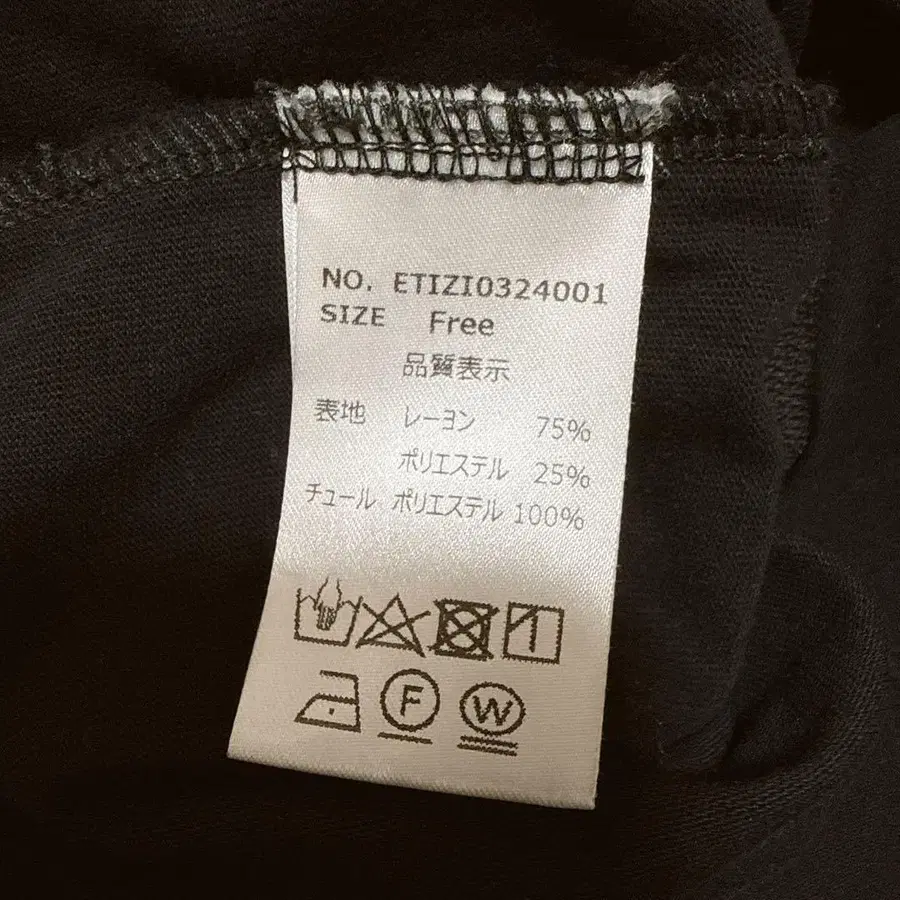 NO. ETIZI0324001
SIZE Free
品質表示
表地 レーヨン 75%
ポリエステル 25%
チュール ポリエステル 100%
F W